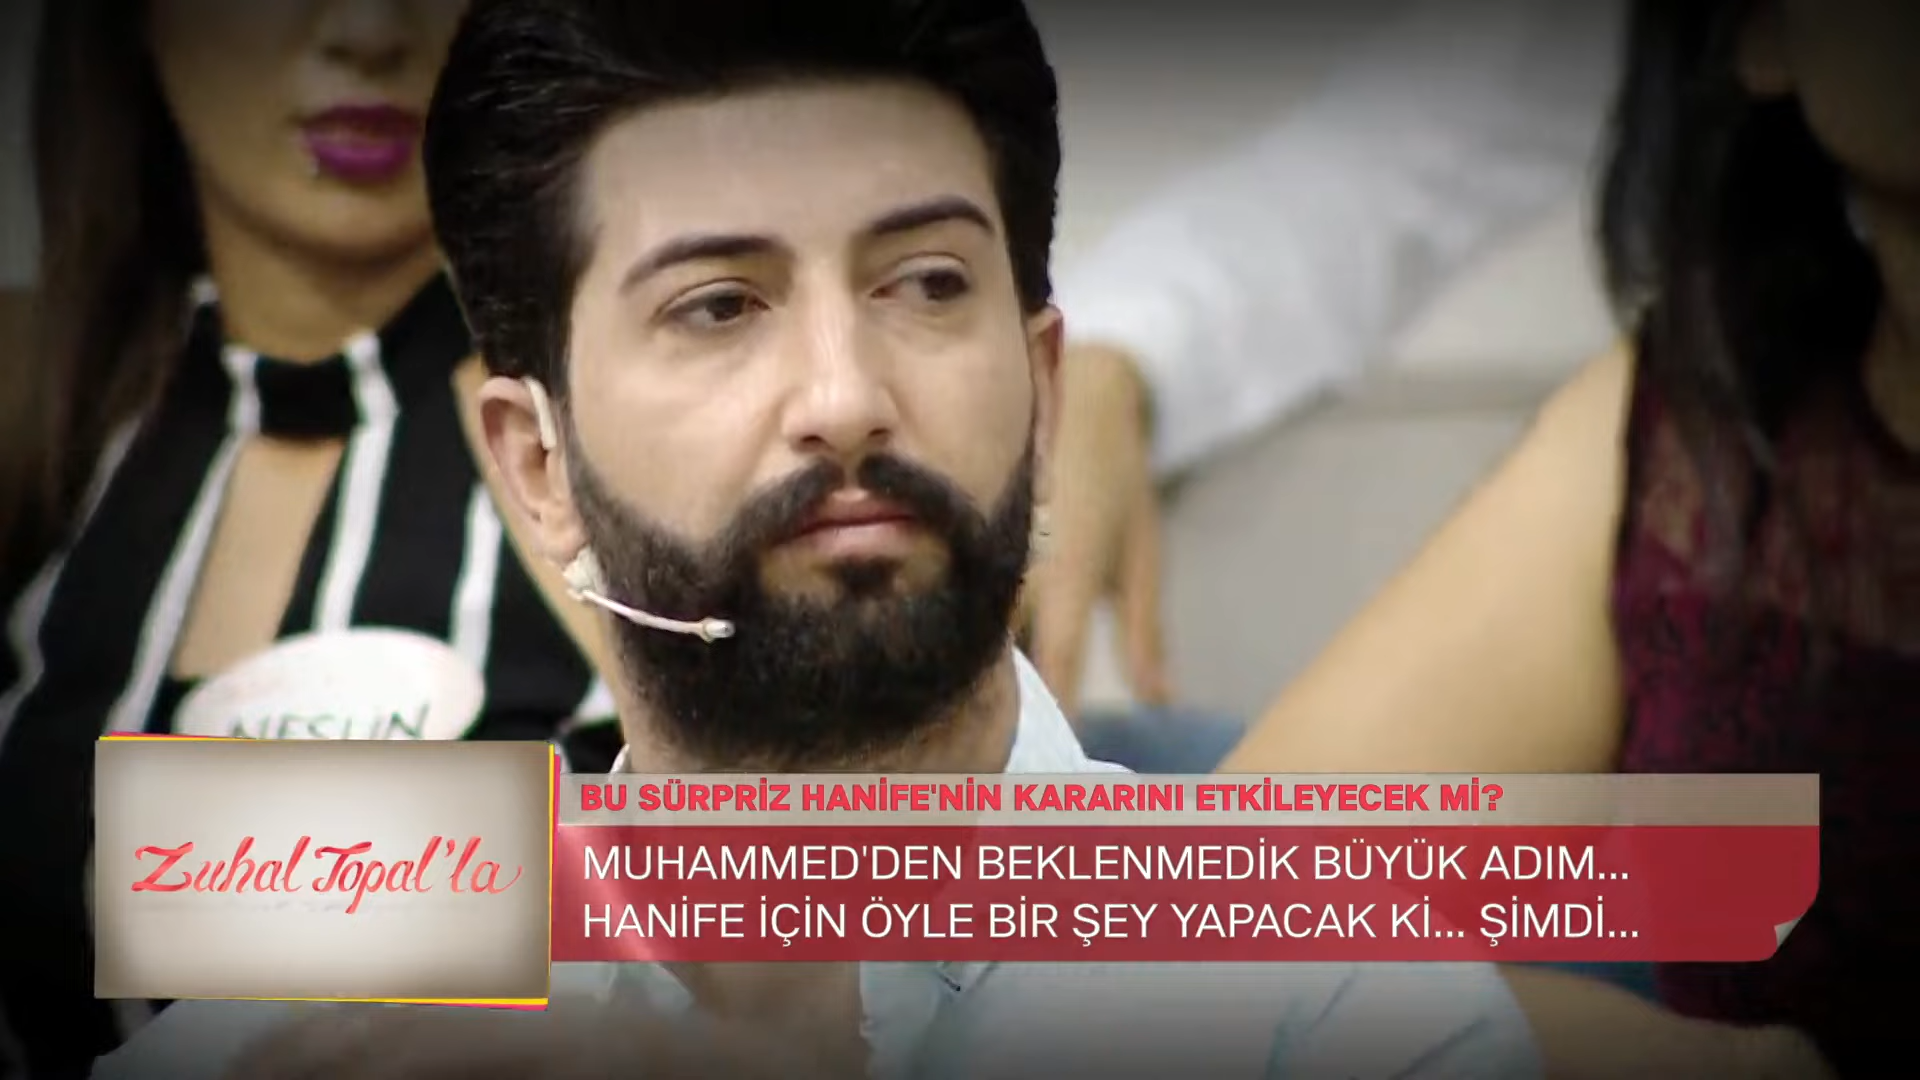 NESLİN
Zuhal Topal'la
BU SÜRPRİZ HANİFE'NİN KARARINI ETKİLEYECEK Mİ?
MUHAMMED'DEN BEKLENMEDİK BÜYÜK ADIM...
HANİFE İÇİN ÖYLE BİR ŞEY YAPACAK Kİ... ŞİMDİ...